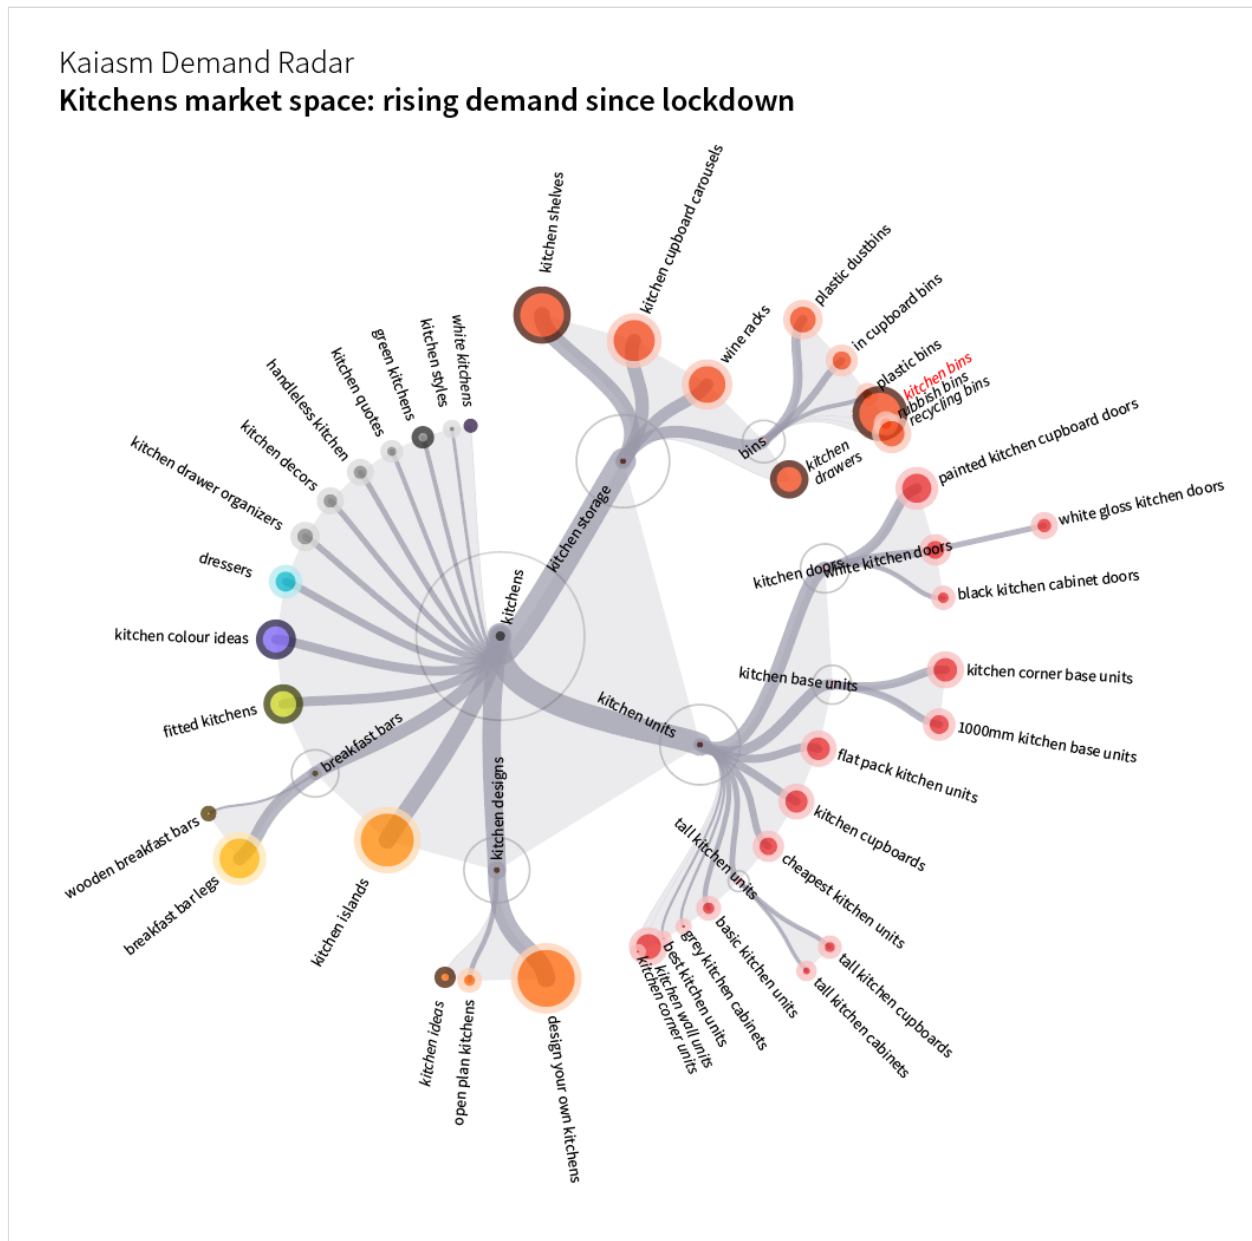 Kaiasm Demand Radar
Kitchens market space: rising demand since lockdown
kitchen shelves
kitchen cupboard carousels
wine racks
plastic dustbins
in cupboard bins
plastic bins
kitchen bins
rubbish bins
recycling bins
bins
kitchen
drawers
kitchen storage
kitchens
white kitchens
kitchen styles
green kitchens
kitchen quotes
handleless kitchen
kitchen decors
kitchen drawer organizers
dressers
kitchen colour ideas
fitted kitchens
breakfast bars
wooden breakfast bars
breakfast bar legs
kitchen islands
kitchen designs
kitchen ideas
open plan kitchens
design your own kitchens
kitchen units
kitchen doors
painted kitchen cupboard doors
white kitchen doors
white gloss kitchen doors
black kitchen cabinet doors
kitchen base units
kitchen corner base units
1000mm kitchen base units
flat pack kitchen units
kitchen cupboards
cheapest kitchen units
tall kitchen units
tall kitchen cupboards
tall kitchen cabinets
basic kitchen units
grey kitchen cabinets
best kitchen units
kitchen wall units
kitchen corner units